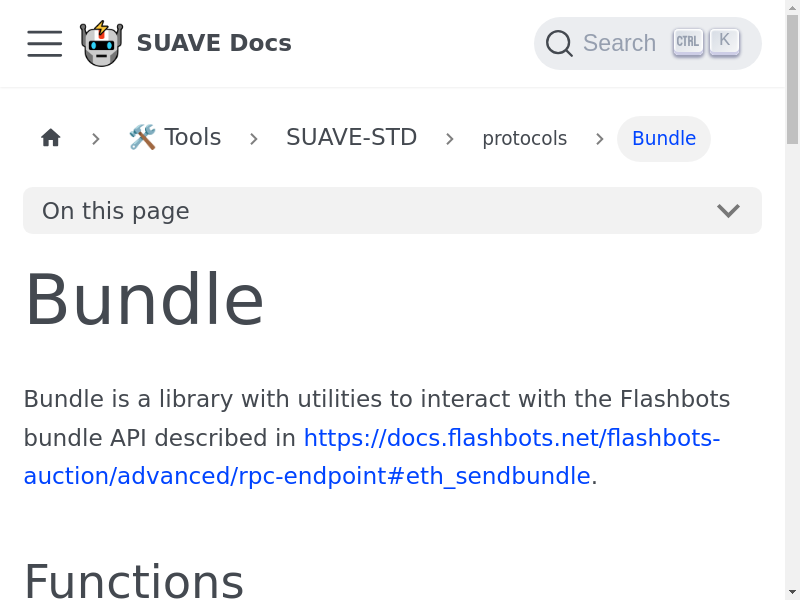 SUAVE Docs
Search CTRL K
🛠️ Tools SUAVE-STD protocols Bundle
On this page
Bundle
Bundle is a library with utilities to interact with the Flashbots
bundle API described in https://docs.flashbots.net/flashbots-
auction/advanced/rpc-endpoint#eth_sendbundle.
Functions